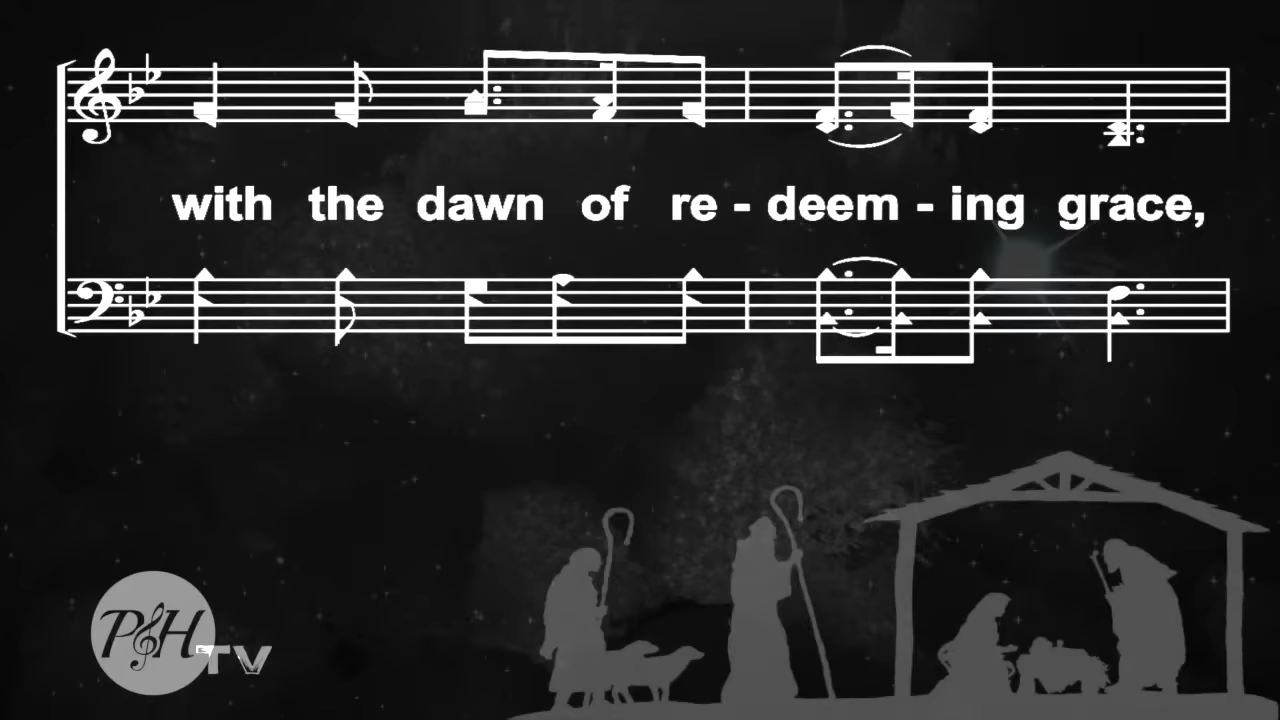 with the dawn of re - deem - ing grace,
P&H
TV